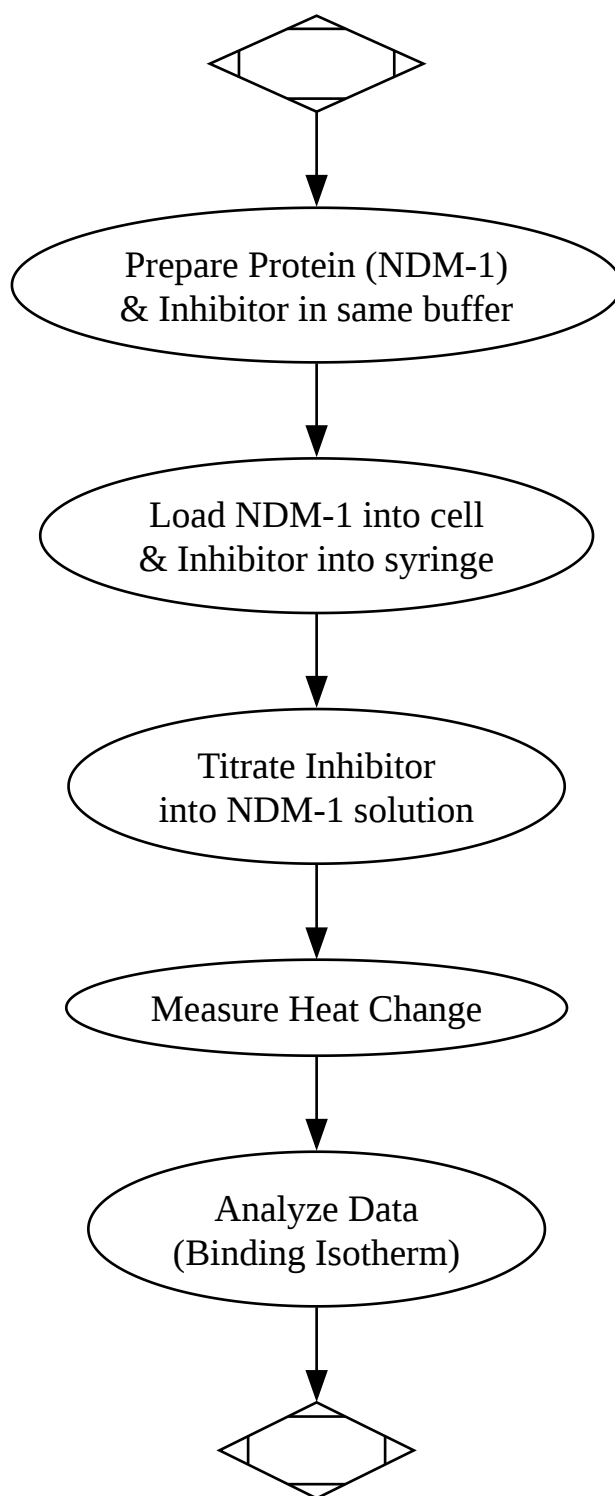 Prepare Protein (NDM-1)
& Inhibitor in same buffer
Load NDM-1 into cell
& Inhibitor into syringe
Titrate Inhibitor
into NDM-1 solution
Measure Heat Change
Analyze Data
(Binding Isotherm)